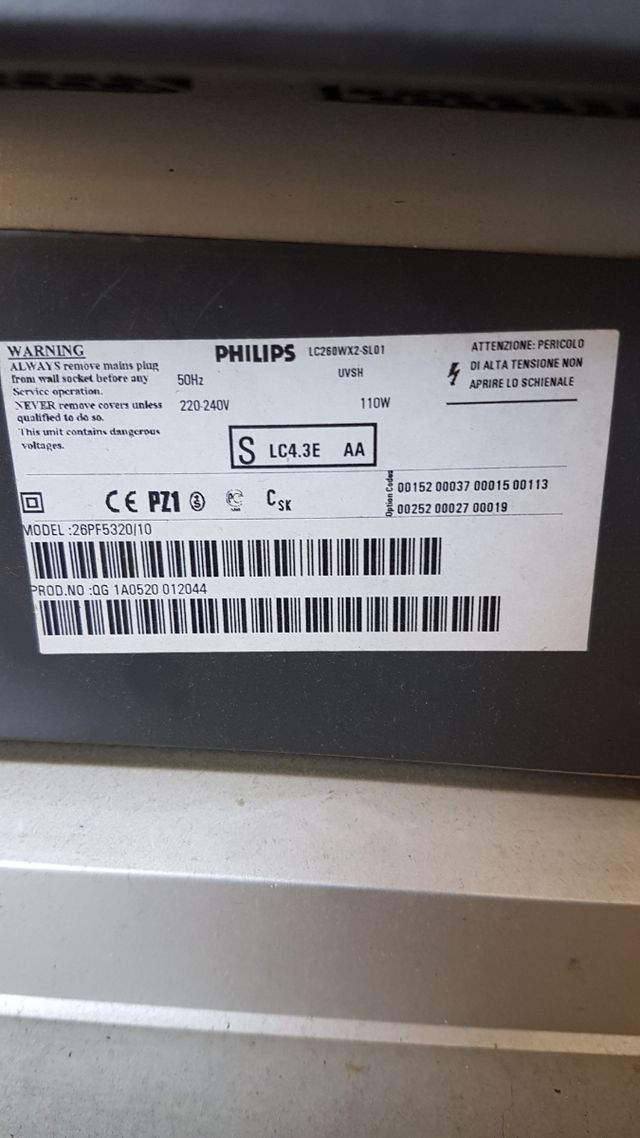 WARNING
ALWAYS remove mains plug
from wall socket before any
Service operation.
NEVER remove covers unless
qualified to do so.
This unit contains dangerous
voltages.
PHILIPS LC260WX2-SL01
UVSH
50Hz
220-240V 110W
S LC4.3E AA
ATTENZIONE: PERICOLO
DI ALTA TENSIONE NON
APRIRE LO SCHIENALE
CE PZ1 S PC CSK
Option Codes
00152 00037 00015 00113
00252 00027 00019
MODEL :26PF5320/10
PROD.NO :QG 1A0520 012044